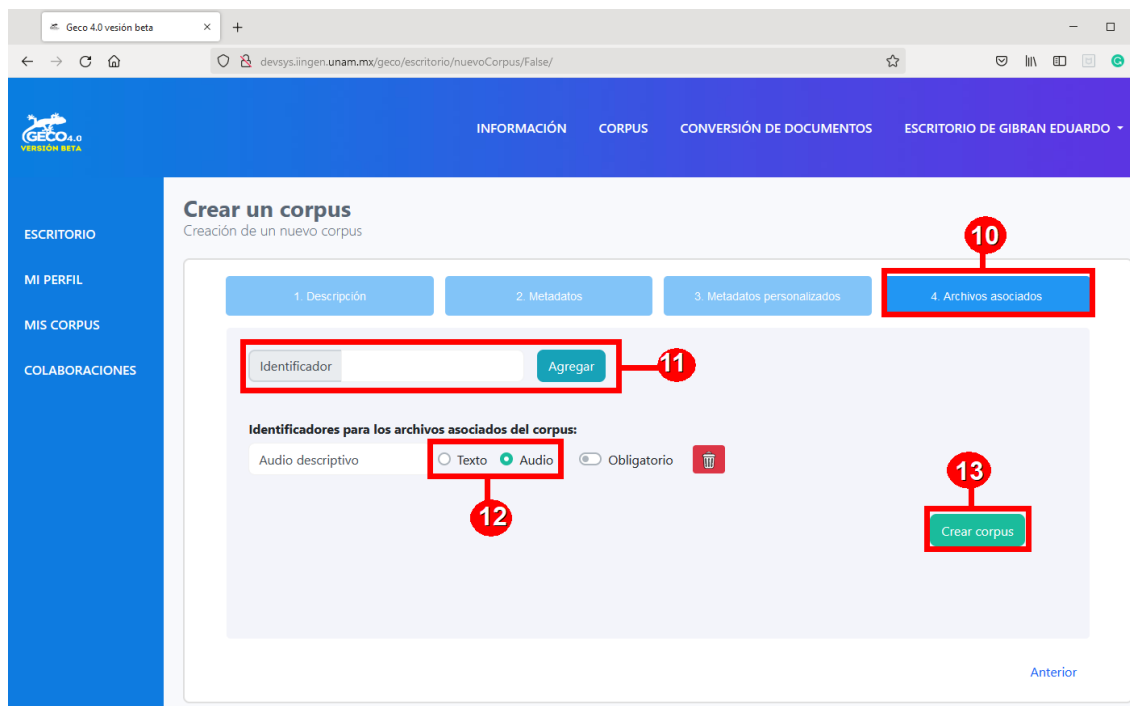 Geco 4.0 vesión beta
devsys.iingen.unam.mx/geco/escritorio/nuevoCorpus/False/
GECO4.0
VERSIÓN BETA
INFORMACIÓN CORPUS CONVERSIÓN DE DOCUMENTOS ESCRITORIO DE GIBRAN EDUARDO
ESCRITORIO
MI PERFIL
MIS CORPUS
COLABORACIONES
Crear un corpus
Creación de un nuevo corpus
10
1. Descripción 2. Metadatos 3. Metadatos personalizados 4. Archivos asociados
Identificador Agregar 11
Identificadores para los archivos asociados del corpus:
Audio descriptivo Texto Audio Obligatorio
12
13
Crear corpus
Anterior